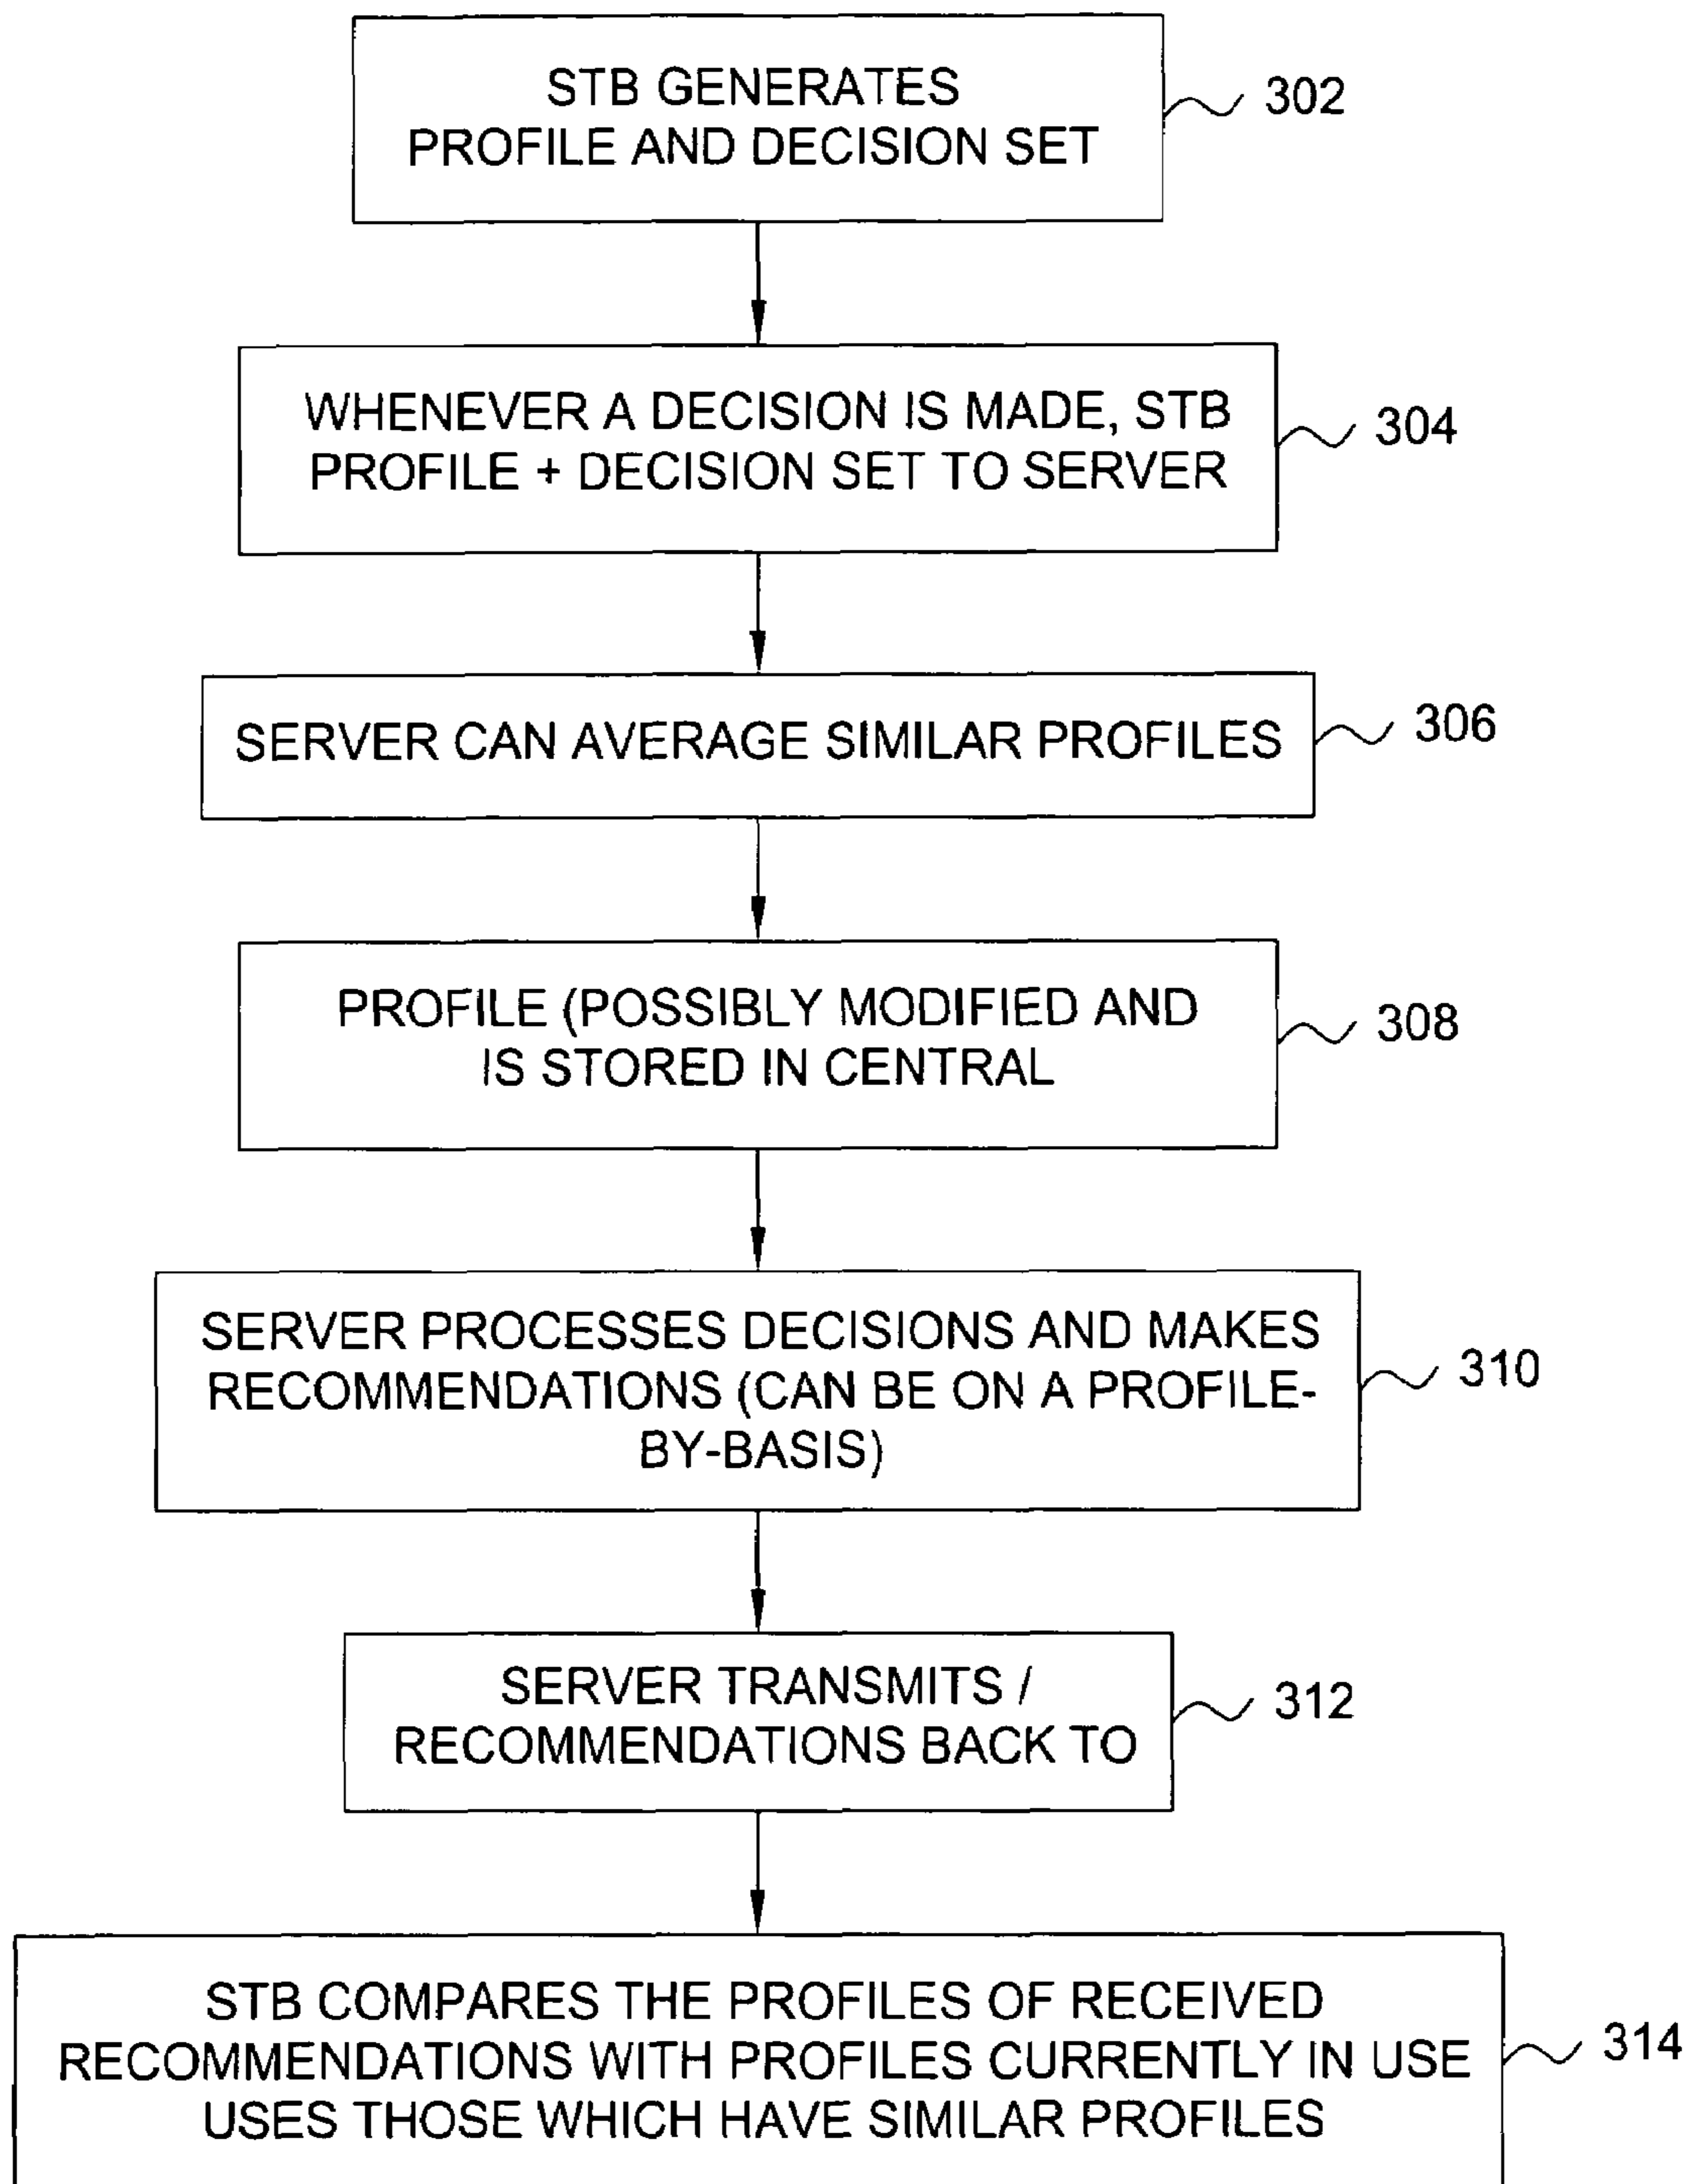 STB GENERATES
PROFILE AND DECISION SET
302
WHENEVER A DECISION IS MADE, STB
PROFILE + DECISION SET TO SERVER
304
SERVER CAN AVERAGE SIMILAR PROFILES
306
PROFILE (POSSIBLY MODIFIED AND
IS STORED IN CENTRAL
308
SERVER PROCESSES DECISIONS AND MAKES
RECOMMENDATIONS (CAN BE ON A PROFILE-
BY-BASIS)
310
SERVER TRANSMITS /
RECOMMENDATIONS BACK TO
312
STB COMPARES THE PROFILES OF RECEIVED
RECOMMENDATIONS WITH PROFILES CURRENTLY IN USE
USES THOSE WHICH HAVE SIMILAR PROFILES
314